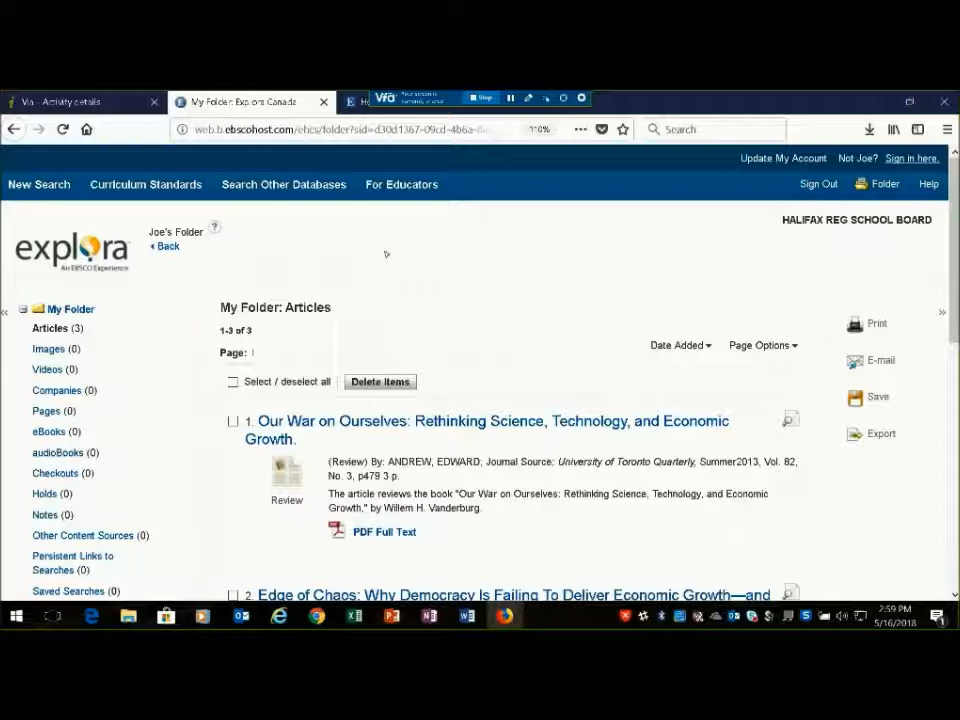 Via - Activity details
My Folder: Explora Canada
Vfa
Stop
web.b.ebscohost.com/ehcs/folder?sid=d30d1367-09cd-4b6a-8
110%
Search
Update My Account Not Joe? Sign in here.
New Search Curriculum Standards Search Other Databases For Educators
Sign Out Folder Help
HALIFAX REG SCHOOL BOARD
explora
An EBSCO Experience
Joe's Folder ?
Back
My Folder
Articles (3)
Images (0)
Videos (0)
Companies (0)
Pages (0)
eBooks (0)
audioBooks (0)
Checkouts (0)
Holds (0)
Notes (0)
Other Content Sources (0)
Persistent Links to
Searches (0)
Saved Searches (0)
My Folder: Articles
1-3 of 3
Page:
Date Added Page Options
Select / deselect all Delete Items
1. Our War on Ourselves: Rethinking Science, Technology, and Economic
Growth.
(Review) By: ANDREW, EDWARD; Journal Source: University of Toronto Quarterly, Summer2013, Vol. 82,
No. 3, p479 3 p.
Review
The article reviews the book "Our War on Ourselves: Rethinking Science, Technology, and Economic
Growth," by Willem H. Vanderburg.
PDF Full Text
2. Edge of Chaos: Why Democracy Is Failing To Deliver Economic Growth—and
Print
E-mail
Save
Export
2:59 PM
5/16/2018